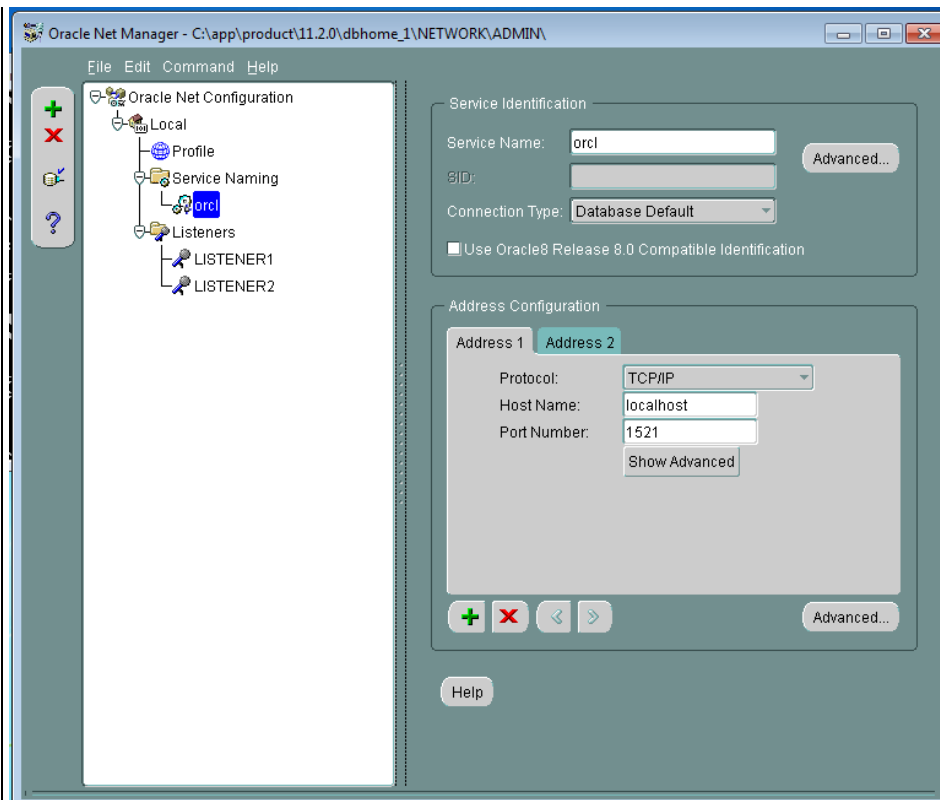 Oracle Net Manager - C:\app\product\11.2.0\dbhome_1\NETWORK\ADMIN\
File Edit Command Help
Oracle Net Configuration
Local
Profile
Service Naming
orcl
Listeners
LISTENER1
LISTENER2
Service Identification
Service Name: orcl
Advanced...
SID:
Connection Type: Database Default
Use Oracle8 Release 8.0 Compatible Identification
Address Configuration
Address 1 Address 2
Protocol: TCP/IP
Host Name: localhost
Port Number: 1521
Show Advanced
Advanced...
Help